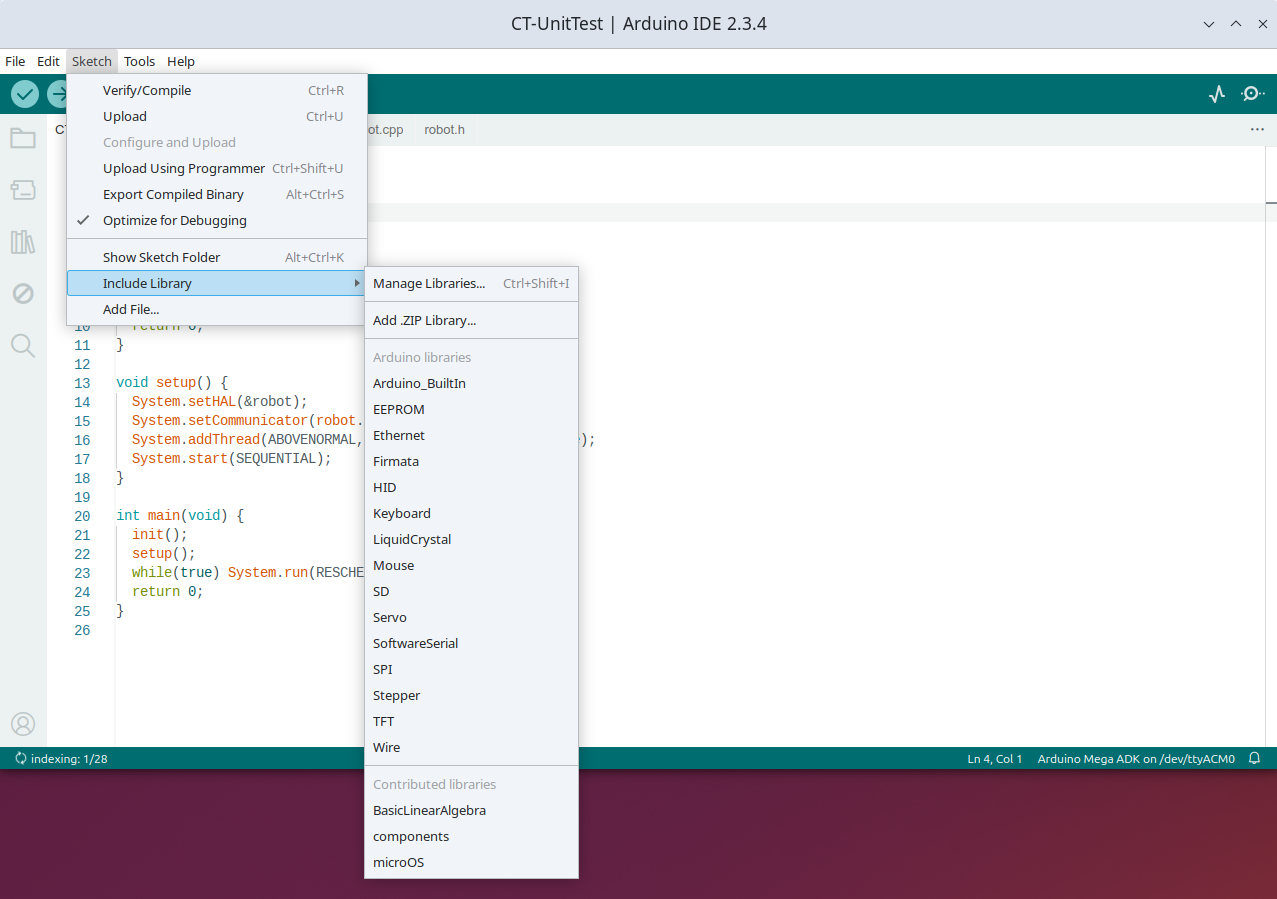 CT-UnitTest | Arduino IDE 2.3.4
File Edit Sketch Tools Help
Verify/Compile Ctrl+R
Upload Ctrl+U
Configure and Upload
Upload Using Programmer Ctrl+Shift+U
Export Compiled Binary Alt+Ctrl+S
Optimize for Debugging
Show Sketch Folder Alt+Ctrl+K
Include Library
Add File...
ot.cpp robot.h
Manage Libraries... Ctrl+Shift+I
Add .ZIP Library...
Arduino libraries
Arduino_BuiltIn
EEPROM
Ethernet
Firmata
HID
Keyboard
LiquidCrystal
Mouse
SD
Servo
SoftwareSerial
SPI
Stepper
TFT
Wire
Contributed libraries
BasicLinearAlgebra
components
microOS
10 return 0;
11 }
12
13 void setup() {
14 System.setHAL(&robot);
15 System.setCommunicator(robot.
16 System.addThread(ABOVENORMAL, );
17 System.start(SEQUENTIAL);
18 }
19
20 int main(void) {
21 init();
22 setup();
23 while(true) System.run(RESCHE
24 return 0;
25 }
26
indexing: 1/28 Ln 4, Col 1 Arduino Mega ADK on /dev/ttyACM0